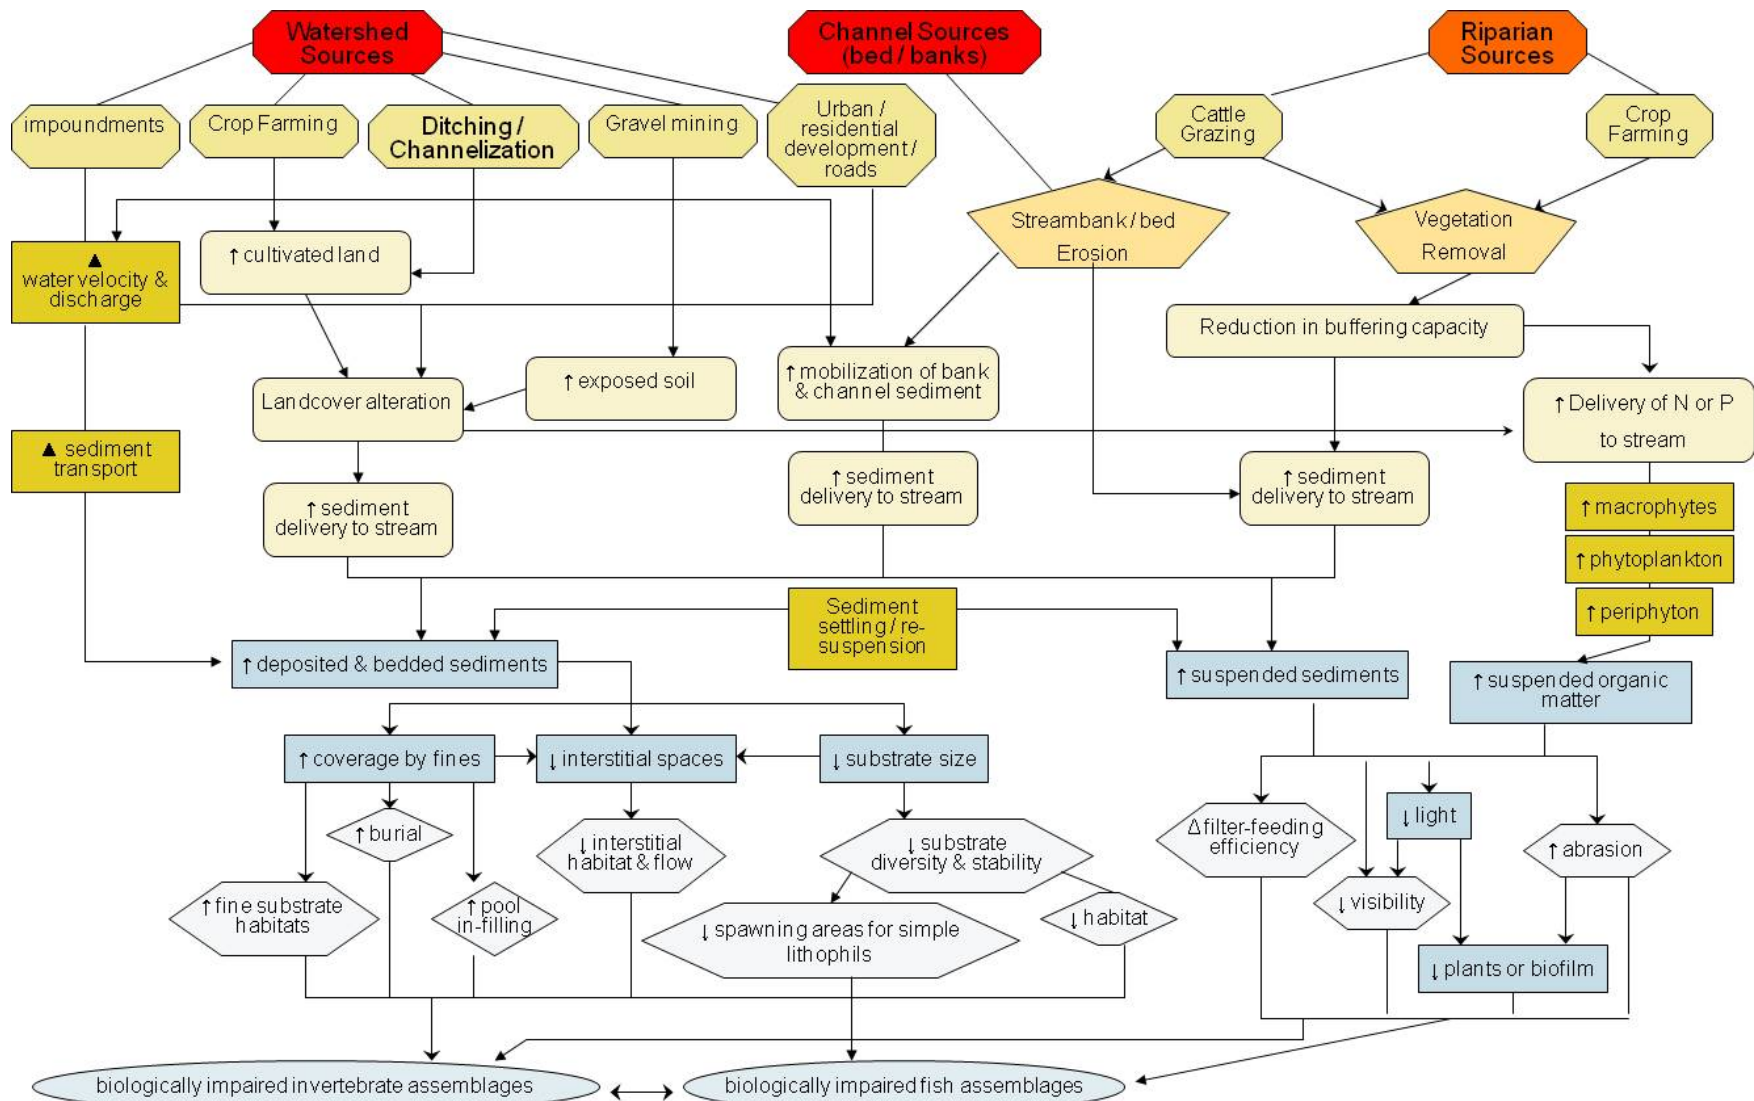 Watershed
Sources
Channel Sources
(bed / banks)
Riparian
Sources
impoundments
Crop Farming
Ditching /
Channelization
Gravel mining
Urban /
residential
development /
roads
Cattle
Grazing
Crop
Farming
▲
water velocity &
discharge
↑ cultivated land
Streambank / bed
Erosion
Vegetation
Removal
Reduction in buffering capacity
Landcover alteration
↑ exposed soil
↑ mobilization of bank
& channel sediment
↑ Delivery of N or P
to stream
▲ sediment
transport
↑ sediment
delivery to stream
↑ sediment
delivery to stream
↑ sediment
delivery to stream
↑ macrophytes
↑ phytoplankton
↑ periphyton
Sediment
settling / re-
suspension
↑ deposited & bedded sediments
↑ suspended sediments
↑ suspended organic
matter
↑ coverage by fines
↓ interstitial spaces
↓ substrate size
↑ burial
↓ interstitial
habitat & flow
↓ substrate
diversity & stability
Δ filter-feeding
efficiency
↓ light
↑ abrasion
↑ fine substrate
habitats
↑ pool
in-filling
↓ spawning areas for simple
lithophils
↓ habitat
↓ visibility
↓ plants or biofilm
biologically impaired invertebrate assemblages
biologically impaired fish assemblages